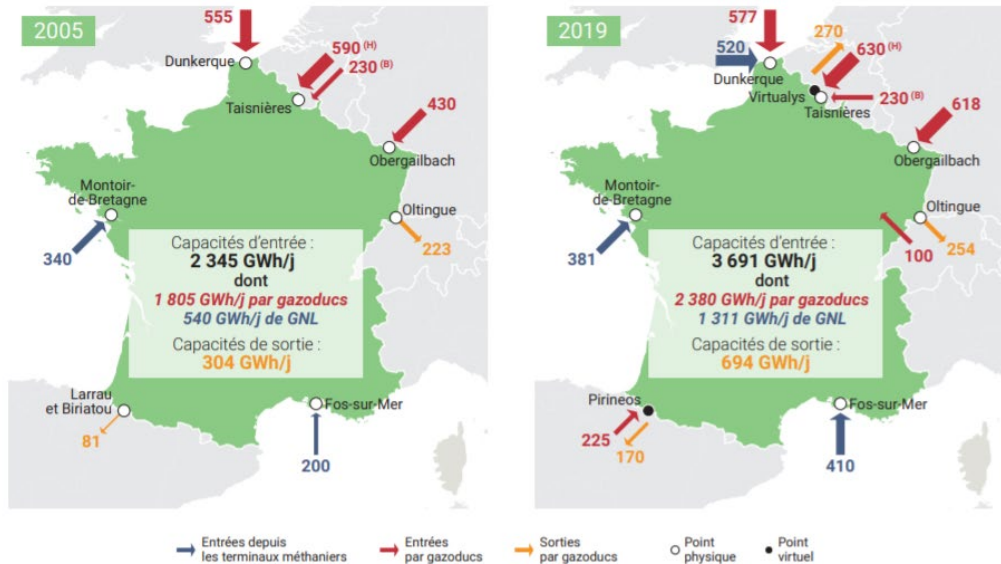 2005
555
Dunkerque
590 (H)
230 (B)
Taisnières
430
Obergailbach
Montoir-
de-Bretagne
340
Oltingue
223
Capacités d'entrée :
2 345 GWh/j
dont
1 805 GWh/j par gazoducs
540 GWh/j de GNL
Capacités de sortie :
304 GWh/j
Larrau
et Biriatou
81
Fos-sur-Mer
200
2019
577
270
520
630 (H)
Dunkerque
Virtualys
230 (B)
Taisnières
618
Obergailbach
Montoir-
de-Bretagne
381
Oltingue
100
254
Capacités d'entrée :
3 691 GWh/j
dont
2 380 GWh/j par gazoducs
1 311 GWh/j de GNL
Capacités de sortie :
694 GWh/j
Pirineos
225
170
Fos-sur-Mer
410
Entrées depuis
les terminaux méthaniers
Entrées
par gazoducs
Sorties
par gazoducs
Point
physique
Point
virtuel